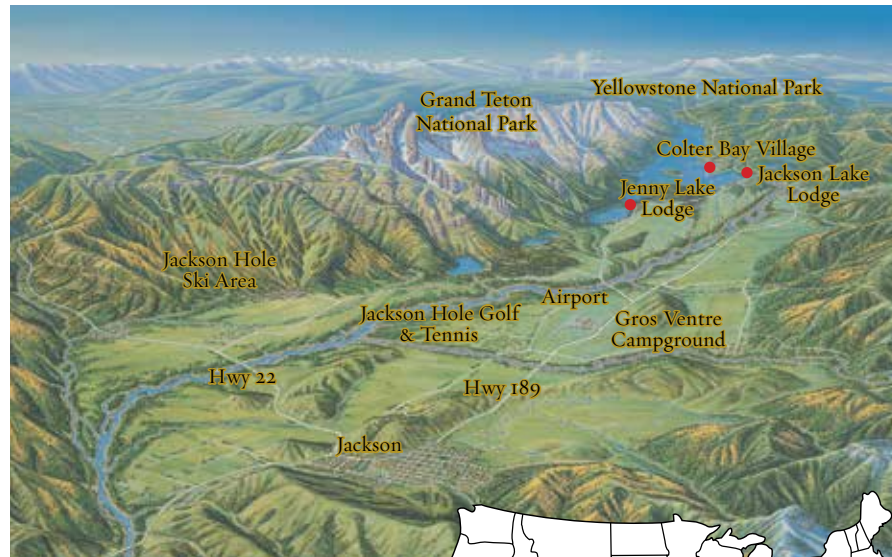 Yellowstone National Park
Grand Teton
National Park
Colter Bay Village
Jackson Lake
Lodge
Jenny Lake
Lodge
Jackson Hole
Ski Area
Airport
Jackson Hole Golf
& Tennis
Gros Ventre
Campground
Hwy 22
Hwy 189
Jackson